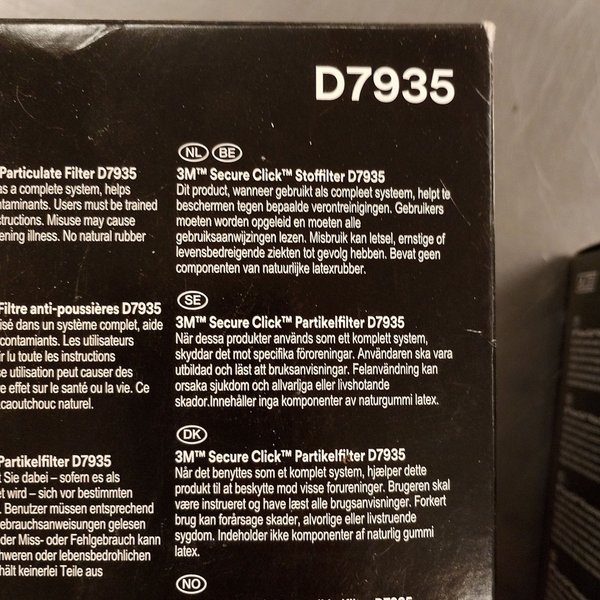 D7935
Particulate Filter D7935
as a complete system, helps
ntaminants. Users must be trained
structions. Misuse may cause
ening illness. No natural rubber
Filtre anti-poussières D7935
isé dans un système complet, aide
contamiants. Les utilisateurs
ir lu toute les instructions
se utilisation peut causer des
re effet sur le santé ou la vie. Ce
caoutchouc naturel.
Partikelfilter D7935
t Sie dabei – sofern es als
et wird – sich vor bestimmten
. Benutzer müssen entsprechend
ebrauchsanweisungen gelesen
der Miss- oder Fehlgebrauch kann
hweren oder lebensbedrohlichen
hält keinerlei Teile aus
NL BE
3M™ Secure Click™ Stoffilter D7935
Dit product, wanneer gebruikt als compleet systeem, helpt te
beschermen tegen bepaalde verontreinigingen. Gebruikers
moeten worden opgeleid en moeten alle
gebruiksaanwijzingen lezen. Misbruik kan letsel, ernstige of
levensbedreigende ziekten tot gevolg hebben. Bevat geen
componenten van natuurlijke latexrubber.
SE
3M™ Secure Click™ Partikelfilter D7935
När dessa produkter används som ett komplett system,
skyddar det mot specifika föroreningar. Användaren ska vara
utbildad och läst att bruksanvisningar. Felanvändning kan
orsaka sjukdom och allvarljga eller livshotande
skador.Innehåller inga komponenter av naturgummi latex.
DK
3M™ Secure Click™ Partikelfilter D7935
Når det benyttes som et komplet system, hjælper dette
produkt til at beskytte mod visse forureninger. Brugeren skal
være instrueret og have læst alle brugsanvisninger. Forkert
brug kan forårsage skader, alvorlige eller livstruende
sygdom. Indeholder ikke komponenter af naturlig gummi
latex.
NO